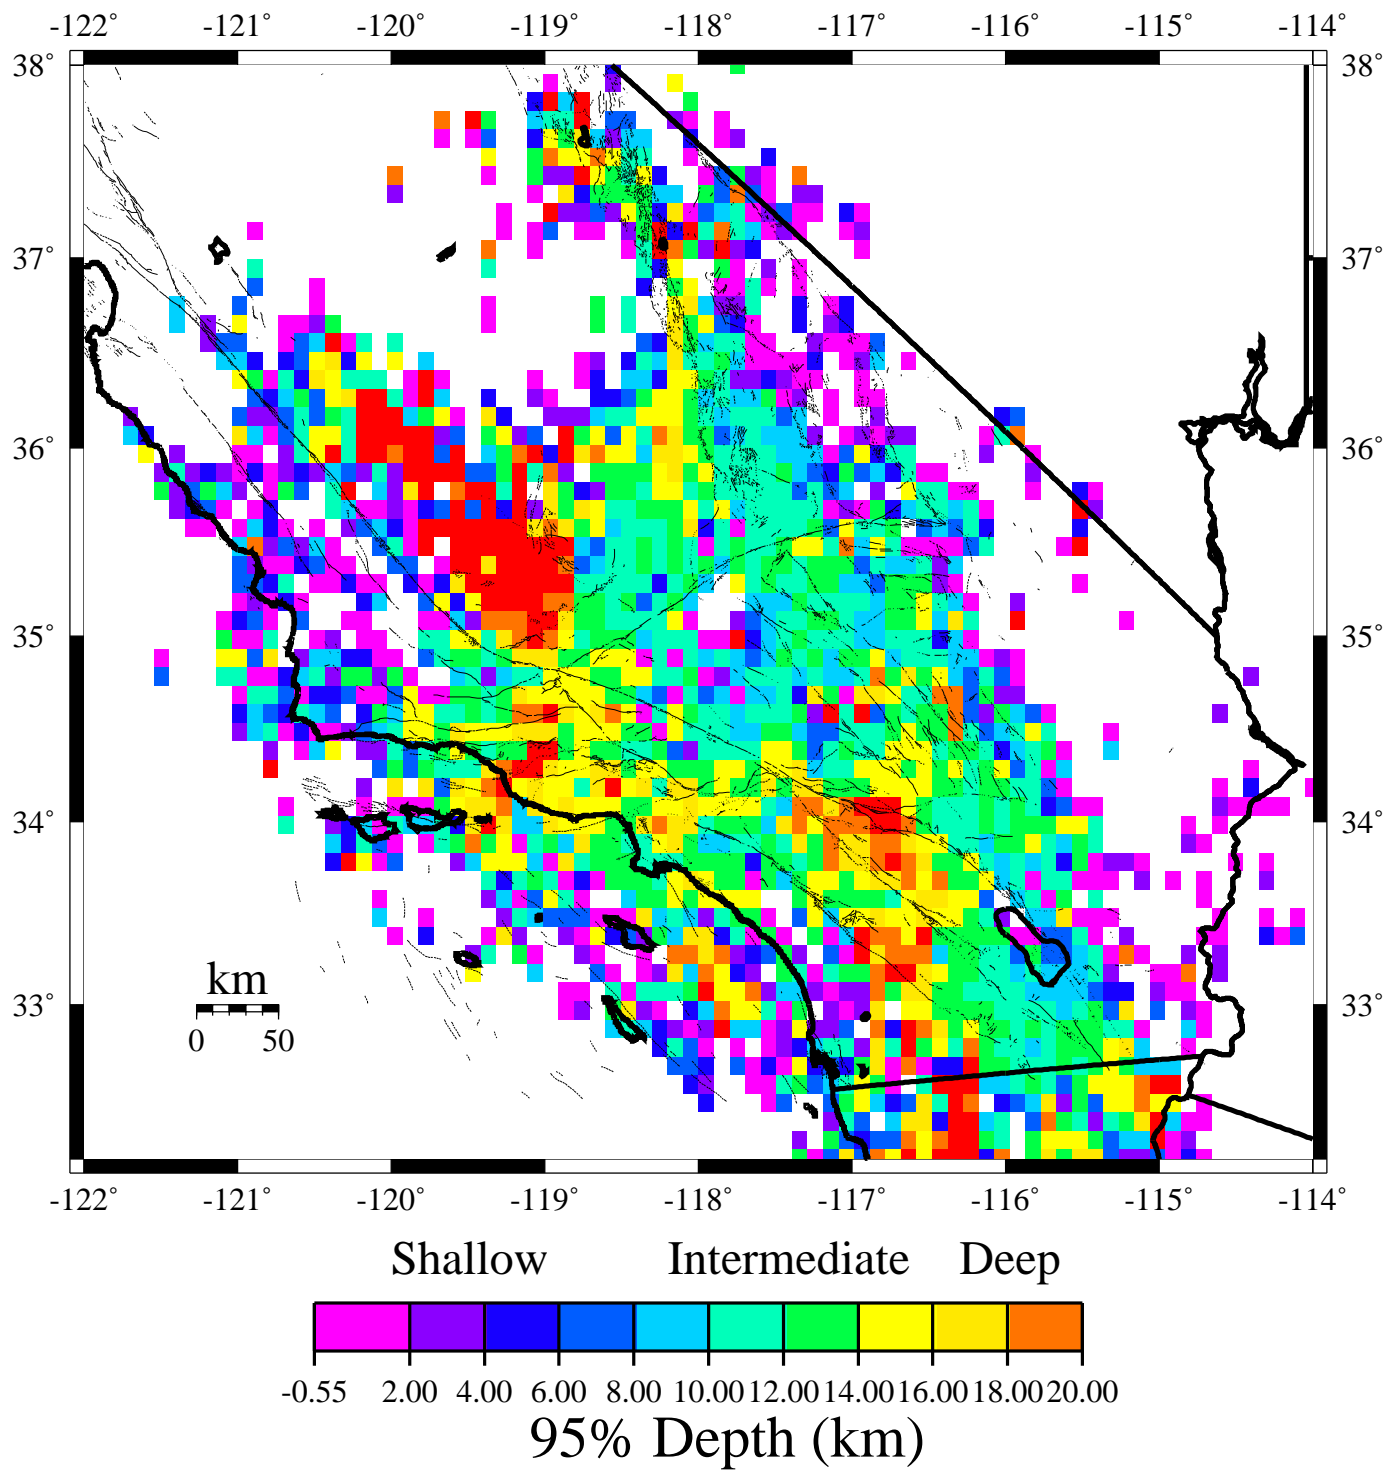 -122˚ -121˚ -120˚ -119˚ -118˚ -117˚ -116˚ -115˚ -114˚
38˚ 38˚
37˚ 37˚
36˚ 36˚
35˚ 35˚
34˚ 34˚
km
33˚ 33˚
0 50
-122˚ -121˚ -120˚ -119˚ -118˚ -117˚ -116˚ -115˚ -114˚
Shallow Intermediate Deep
-0.55 2.00 4.00 6.00 8.00 10.00 12.00 14.00 16.00 18.00 20.00
95% Depth (km)